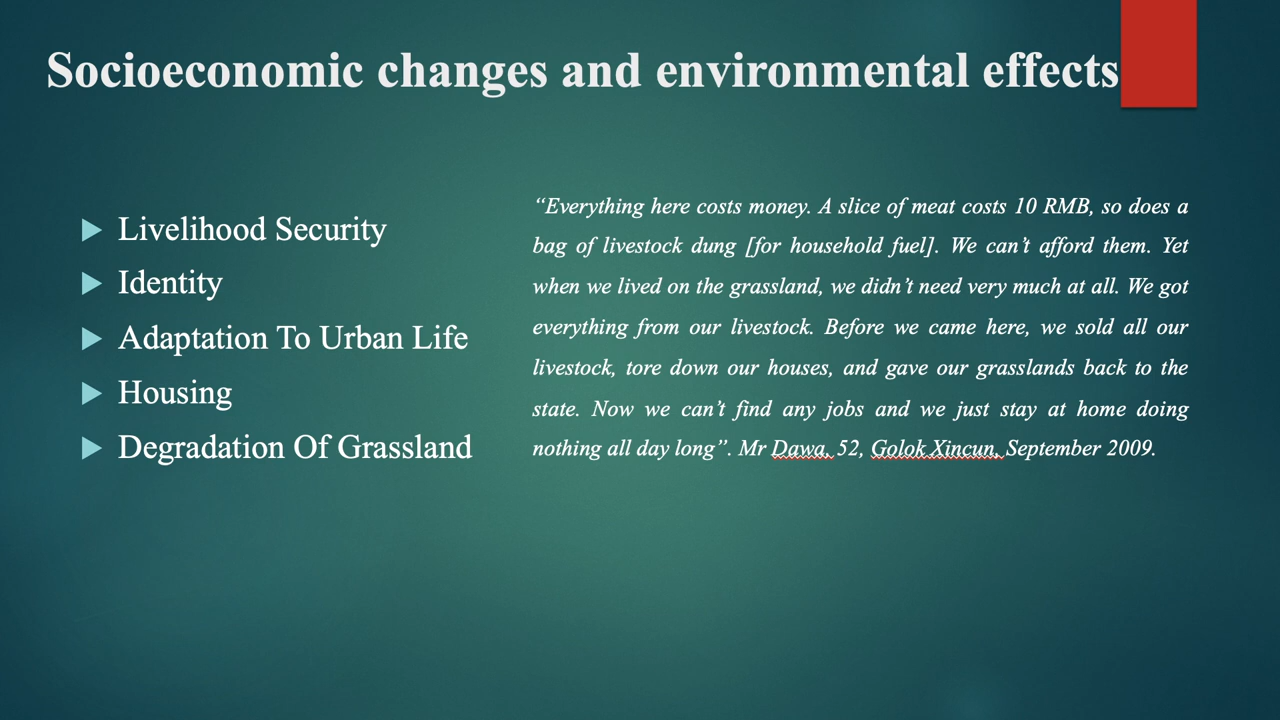 Socioeconomic changes and environmental effects
Livelihood Security
Identity
Adaptation To Urban Life
Housing
Degradation Of Grassland
“Everything here costs money. A slice of meat costs 10 RMB, so does a
bag of livestock dung [for household fuel]. We can’t afford them. Yet
when we lived on the grassland, we didn’t need very much at all. We got
everything from our livestock. Before we came here, we sold all our
livestock, tore down our houses, and gave our grasslands back to the
state. Now we can’t find any jobs and we just stay at home doing
nothing all day long”. Mr Dawa, 52, Golok Xincun, September 2009.